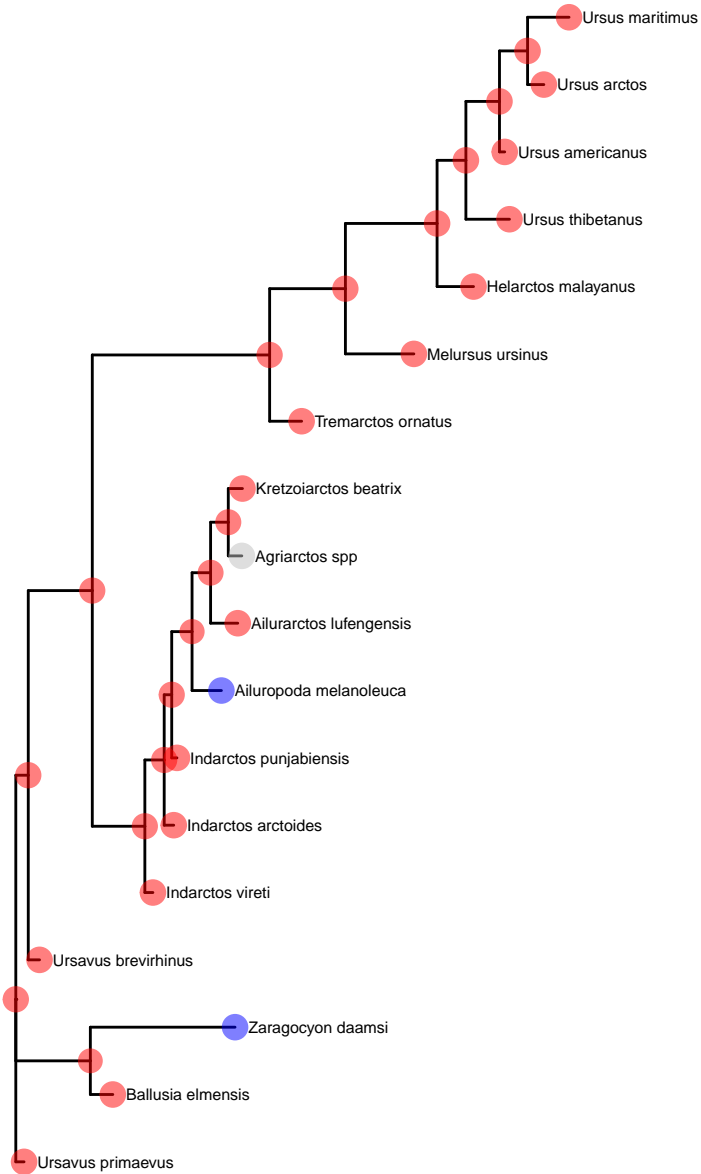 Ursus maritimus
Ursus arctos
Ursus americanus
Ursus thibetanus
Helarctos malayanus
Melursus ursinus
Tremarctos ornatus
Kretzoiarctos beatrix
Agriarctos spp
Ailurarctos lufengensis
Ailuropoda melanoleuca
Indarctos punjabiensis
Indarctos arctoides
Indarctos vireti
Ursavus brevirhinus
Zaragocyon daamsi
Ballusia elmensis
Ursavus primaevus